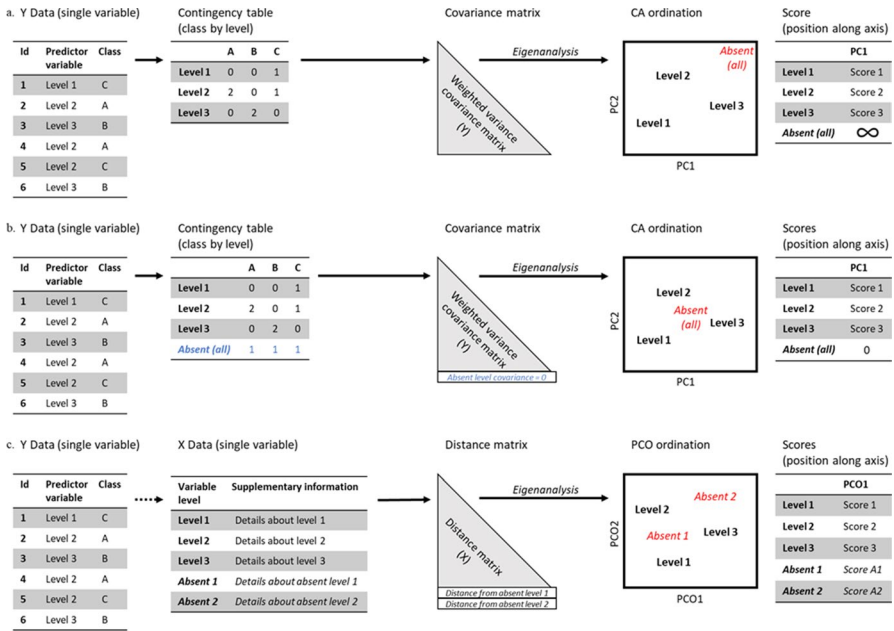 a. Y Data (single variable)
Contingency table
(class by level)
Covariance matrix
CA ordination
Score
(position along axis)
Id Predictor variable Class
1 Level 1 C
2 Level 2 A
3 Level 3 B
4 Level 2 A
5 Level 2 C
6 Level 3 B
A B C
Level 1 0 0 1
Level 2 2 0 1
Level 3 0 2 0
Weighted variance
covariance matrix
(Y)
Eigenanalysis
PC2
Absent
(all)
Level 2
Level 3
Level 1
PC1
PC1
Level 1 Score 1
Level 2 Score 2
Level 3 Score 3
Absent (all) ∞
b. Y Data (single variable)
Contingency table
(class by level)
Covariance matrix
CA ordination
Scores
(position along axis)
Id Predictor variable Class
1 Level 1 C
2 Level 2 A
3 Level 3 B
4 Level 2 A
5 Level 2 C
6 Level 3 B
A B C
Level 1 0 0 1
Level 2 2 0 1
Level 3 0 2 0
Absent (all) 1 1 1
Weighted variance
covariance matrix
(Y)
Absent level covariance = 0
Eigenanalysis
PC2
Level 2
Absent
(all)
Level 3
Level 1
PC1
PC1
Level 1 Score 1
Level 2 Score 2
Level 3 Score 3
Absent (all) 0
c. Y Data (single variable)
X Data (single variable)
Distance matrix
PCO ordination
Scores
(position along axis)
Id Predictor variable Class
1 Level 1 C
2 Level 2 A
3 Level 3 B
4 Level 2 A
5 Level 2 C
6 Level 3 B
Variable level Supplementary information
Level 1 Details about level 1
Level 2 Details about level 2
Level 3 Details about level 3
Absent 1 Details about absent level 1
Absent 2 Details about absent level 2
Distance matrix
(X)
Distance from absent level 1
Distance from absent level 2
Eigenanalysis
PCO2
Absent 2
Level 2
Absent 1
Level 3
Level 1
PCO1
PCO1
Level 1 Score 1
Level 2 Score 2
Level 3 Score 3
Absent 1 Score A1
Absent 2 Score A2